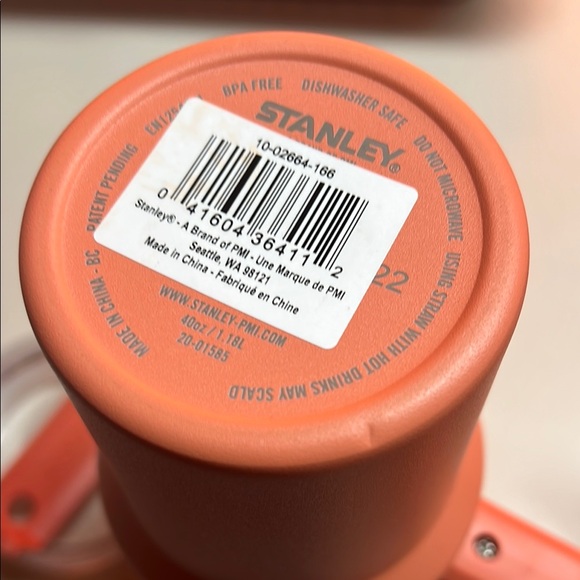 STANLEY®
10-02664-166
0 41604 36411 2
Stanley® - A Brand of PMI - Une Marque de PMI
Seattle, WA 98121
Made in China - Fabriqué en Chine
22
WWW.STANLEY-PMI.COM
40oz / 1.18L
20-01585
MADE IN CHINA - BC PATENT PENDING BPA FREE DISHWASHER SAFE DO NOT MICROWAVE USING STRAW WITH HOT DRINKS MAY SCALD